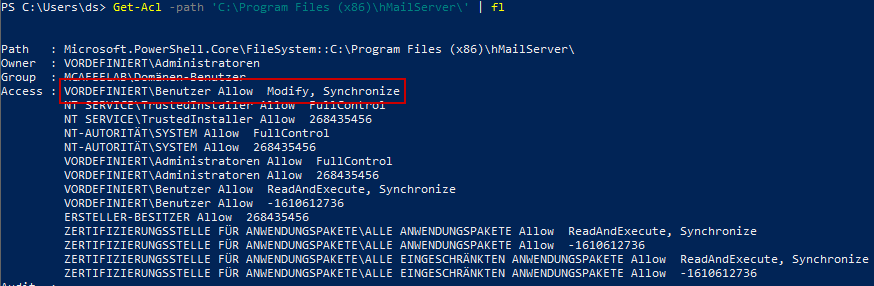 PS C:\Users\ds> Get-Acl -path 'C:\Program Files (x86)\hMailServer\' | fl
Path : Microsoft.PowerShell.Core\FileSystem::C:\Program Files (x86)\hMailServer\
Owner : VORDEFINIERT\Administratoren
Group : MCAFEELAB\Domänen-Benutzer
Access : VORDEFINIERT\Benutzer Allow Modify, Synchronize
NT SERVICE\TrustedInstaller Allow FullControl
NT SERVICE\TrustedInstaller Allow 268435456
NT-AUTORITÄT\SYSTEM Allow FullControl
NT-AUTORITÄT\SYSTEM Allow 268435456
VORDEFINIERT\Administratoren Allow FullControl
VORDEFINIERT\Administratoren Allow 268435456
VORDEFINIERT\Benutzer Allow ReadAndExecute, Synchronize
VORDEFINIERT\Benutzer Allow -1610612736
ERSTELLER-BESITZER Allow 268435456
ZERTIFIZIERUNGSSTELLE FÜR ANWENDUNGSPAKETE\ALLE ANWENDUNGSPAKETE Allow ReadAndExecute, Synchronize
ZERTIFIZIERUNGSSTELLE FÜR ANWENDUNGSPAKETE\ALLE ANWENDUNGSPAKETE Allow -1610612736
ZERTIFIZIERUNGSSTELLE FÜR ANWENDUNGSPAKETE\ALLE EINGESCHRÄNKTEN ANWENDUNGSPAKETE Allow ReadAndExecute, Synchronize
ZERTIFIZIERUNGSSTELLE FÜR ANWENDUNGSPAKETE\ALLE EINGESCHRÄNKTEN ANWENDUNGSPAKETE Allow -1610612736
Audit :